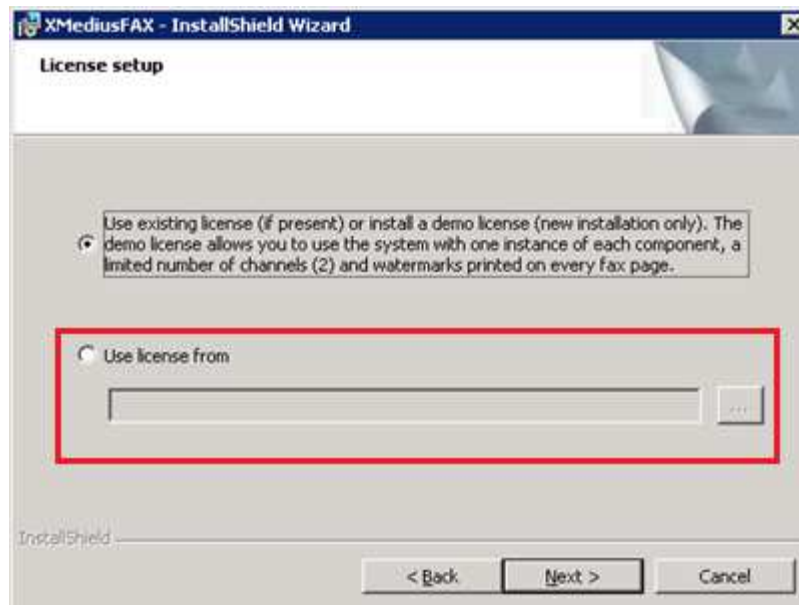 XMediusFAX - InstallShield Wizard
License setup
Use existing license (if present) or install a demo license (new installation only). The
demo license allows you to use the system with one instance of each component, a
limited number of channels (2) and watermarks printed on every fax page.
Use license from
...
InstallShield
< Back
Next >
Cancel